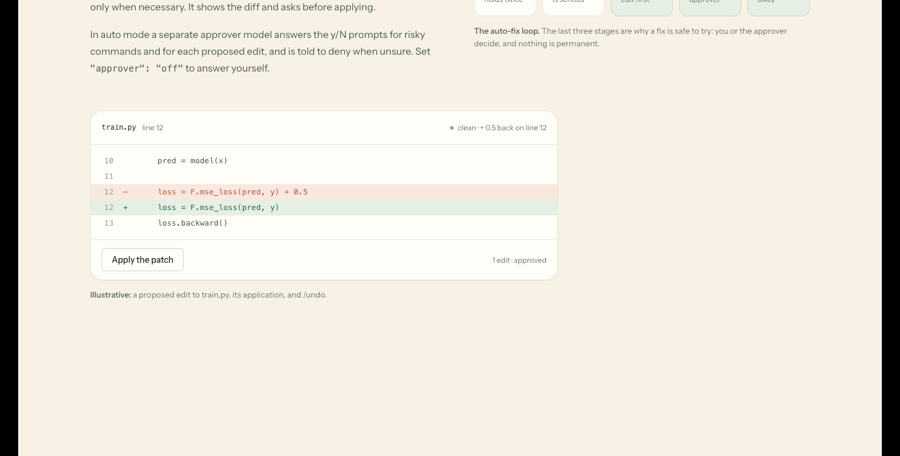 only when necessary. It shows the diff and asks before applying.
In auto mode a separate approver model answers the y/N prompts for risky
commands and for each proposed edit, and is told to deny when unsure. Set
"approver": "off" to answer yourself.
The auto-fix loop. The last three stages are why a fix is safe to try: you or the approver
decide, and nothing is permanent.
train.py line 12
clean · + 0.5 back on line 12
10 pred = model(x)
11
12 − loss = F.mse_loss(pred, y) + 0.5
12 + loss = F.mse_loss(pred, y)
13 loss.backward()
Apply the patch
1 edit · approved
Illustrative: a proposed edit to train.py, its application, and /undo.